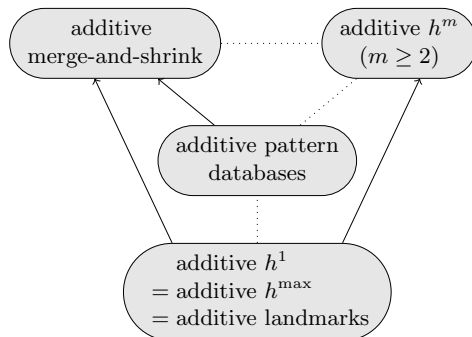 additive
merge-and-shrink
additive h^m
(m ≥ 2)
additive pattern
databases
additive h^1
= additive h^max
= additive landmarks